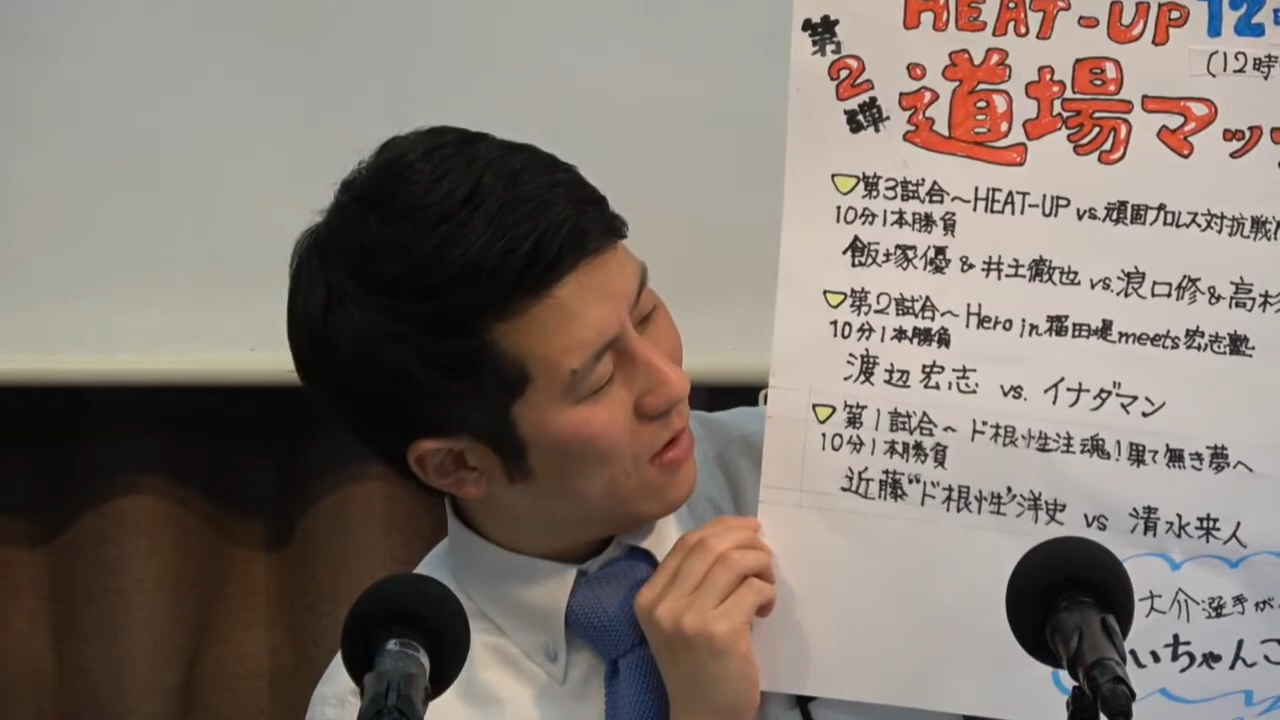 HEAT-UP 12
(12時
第2弾
道場マッ
第3試合～HEAT-UP vs.頑固プロレス対抗戦
10分1本勝負
飯塚優&井土徹也 vs.浪口修&高杉
第2試合～Hero in 稲田堤 meets 宏志塾
10分1本勝負
渡辺宏志 vs. イナダマン
第1試合～ド根性注魂!果て無き夢へ
10分1本勝負
近藤"ド根性"洋史 vs 清水来人
大介選手が
いちゃんこ